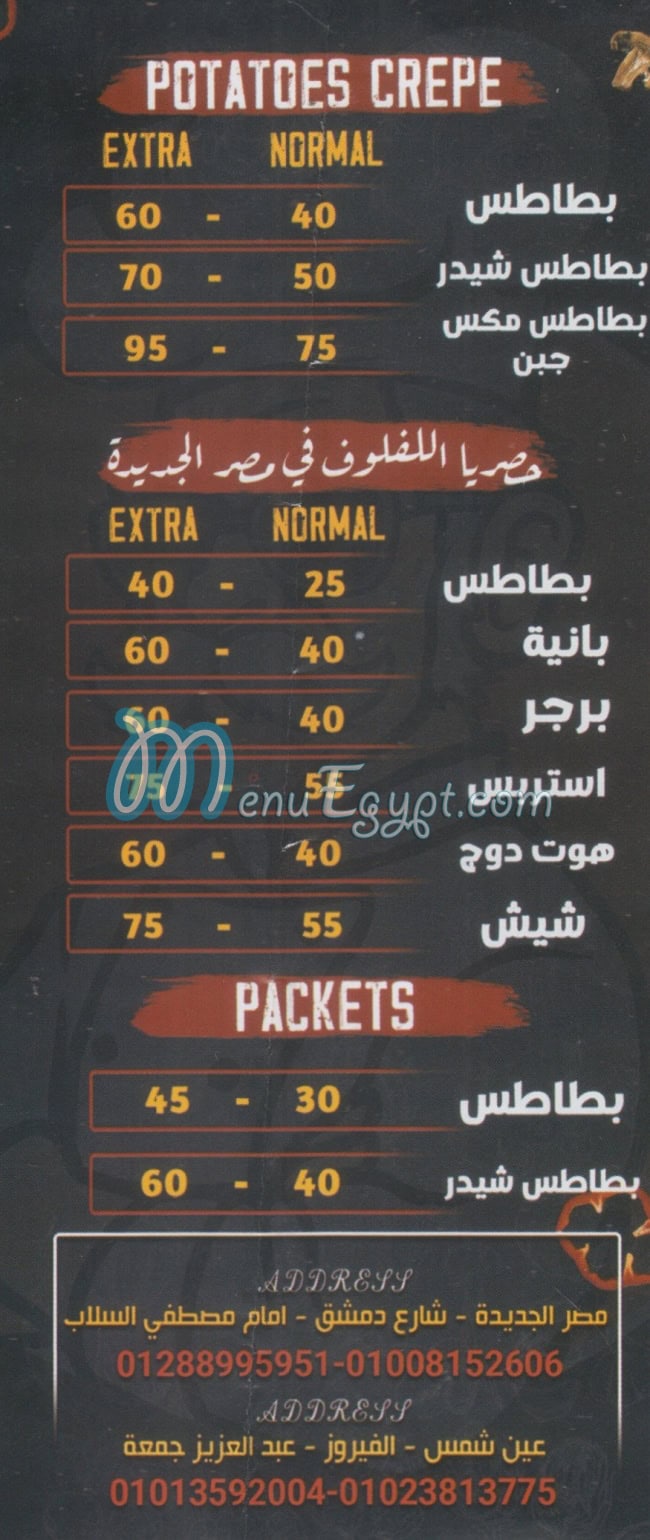 POTATOES CREPE
EXTRA NORMAL
بطاطس 40 - 60
بطاطس شيدر 50 - 70
بطاطس مكس جبن 75 - 95
حصريا اللفلوف في مصر الجديدة
EXTRA NORMAL
بطاطس 25 - 40
بانية 40 - 60
برجر 40 - 60
استربس 55 - 75
هوت دوج 40 - 60
شيش 55 - 75
MenuEgypt.com
PACKETS
بطاطس 30 - 45
بطاطس شيدر 40 - 60
ADDRESS
مصر الجديدة - شارع دمشق - امام مصطفي السلاب
01288995951-01008152606
ADDRESS
عين شمس - الفيروز - عبد العزيز جمعة
01013592004-01023813775